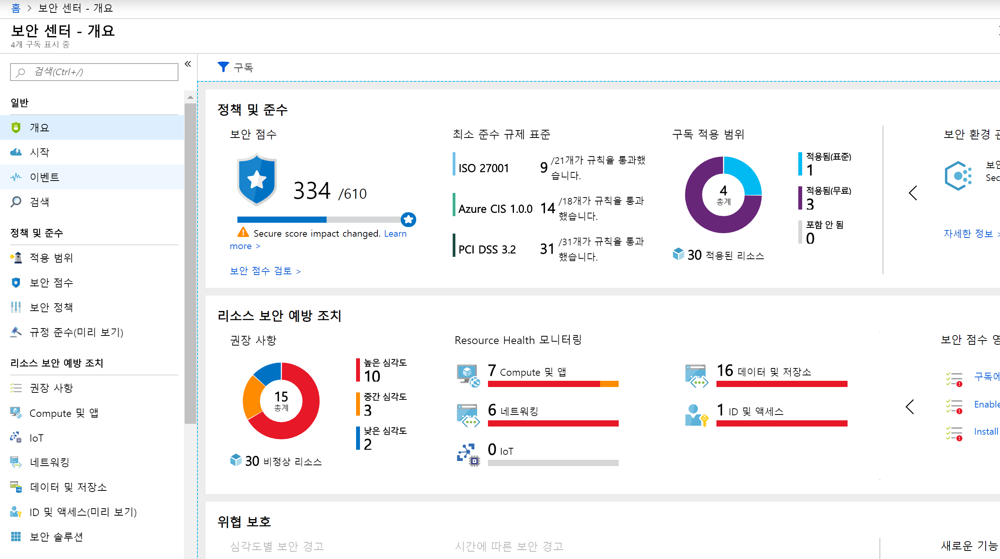 홈 > 보안 센터 - 개요
보안 센터 - 개요
4개 구독 표시 중
검색(Ctrl+/)
«
일반
개요
시작
이벤트
검색
정책 및 준수
적용 범위
보안 점수
보안 정책
규정 준수(미리 보기)
리소스 보안 예방 조치
권장 사항
Compute 및 앱
IoT
네트워킹
데이터 및 저장소
ID 및 액세스(미리 보기)
보안 솔루션
구독
정책 및 준수
보안 점수
334 /610
Secure score impact changed. Learn
more >
보안 점수 검토 >
최소 준수 규제 표준
ISO 27001 9 /21개가 규칙을 통과했
습니다.
Azure CIS 1.0.0 14 /18개가 규칙을 통과
했습니다.
PCI DSS 3.2 31 /31개가 규칙을 통과
했습니다.
구독 적용 범위
4
총계
적용됨(표준)
1
적용됨(무료)
3
포함 안 됨
0
30 적용된 리소스
보안 환경
보안
Sec
자세한 정보 >
리소스 보안 예방 조치
권장 사항
15
총계
높은 심각도
10
중간 심각도
3
낮은 심각도
2
30 비정상 리소스
Resource Health 모니터링
7 Compute 및 앱
16 데이터 및 저장소
6 네트워킹
1 ID 및 액세스
0 IoT
보안 점수
구독에
Enable
Install
위협 보호
심각도별 보안 경고
시간에 따른 보안 경고
새로운 기능